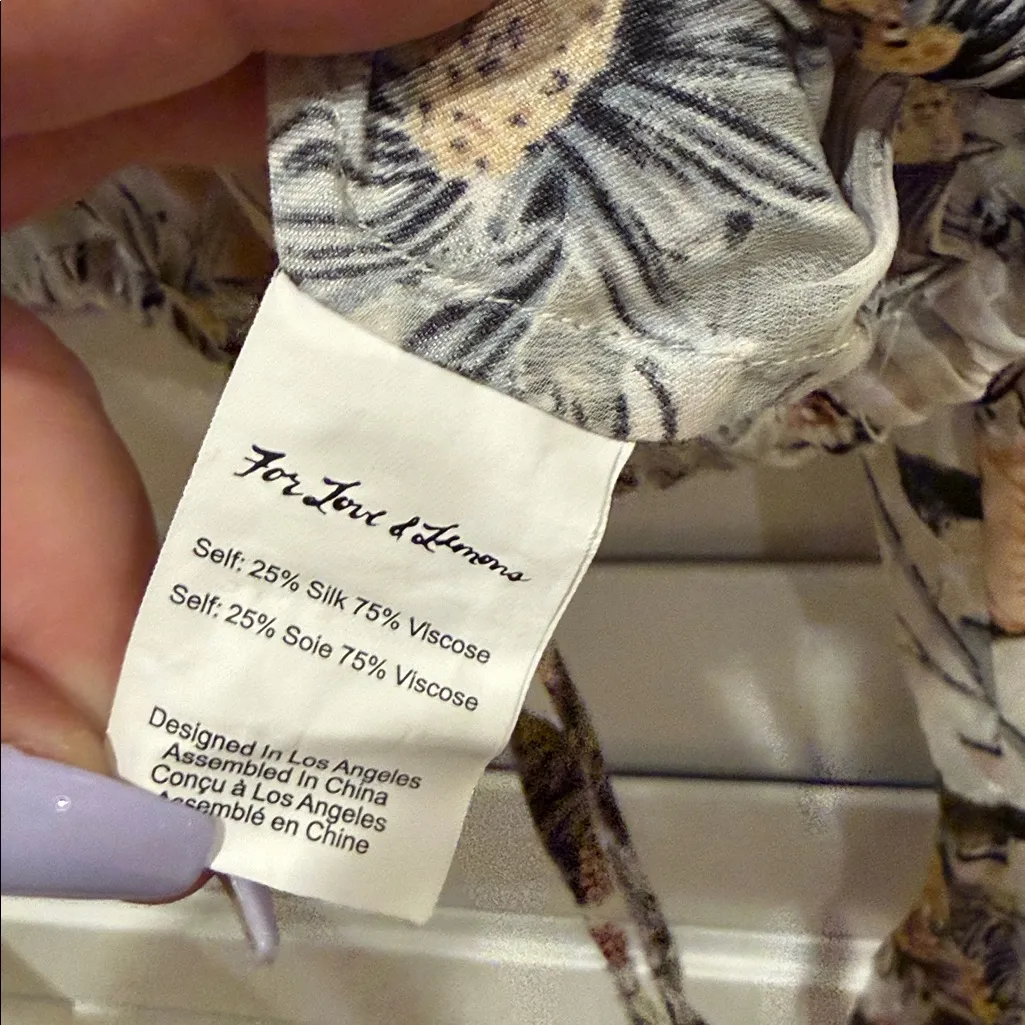 For Love & Lemons
Self: 25% Silk 75% Viscose
Self: 25% Soie 75% Viscose
Designed In Los Angeles
Assembled In China
Conçu à Los Angeles
Assemblé en Chine